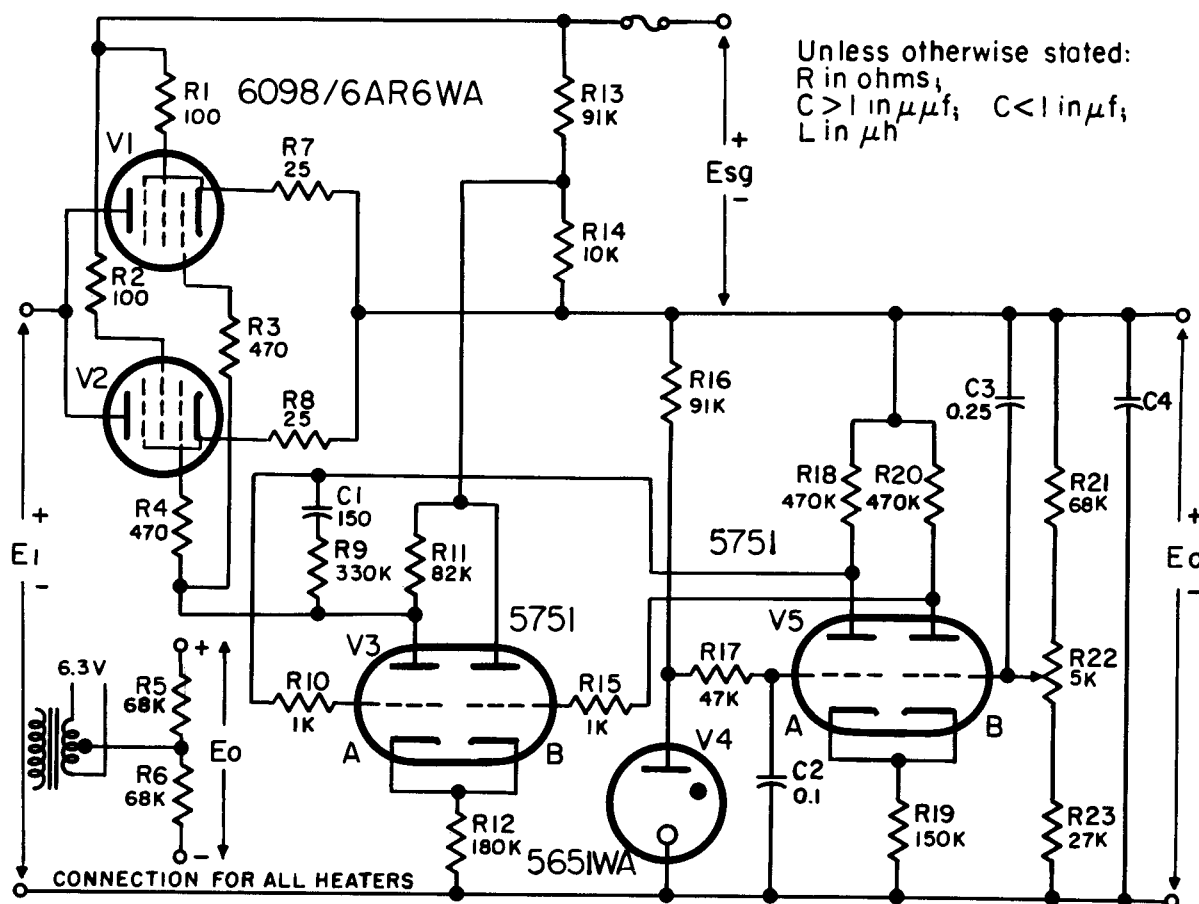 Unless otherwise stated:
R in ohms;
C>1 in μμf; C<1 in μf;
L in μh
6098/6AR6WA
R1
100
V1
R7
25
R13
91K
+
Esg
-
R14
10K
R2
100
R3
470
V2
R8
25
R16
91K
C3
0.25
C4
R4
470
C1
150
R9
330K
R11
82K
R18
470K
R20
470K
R21
68K
+
E1
-
+
Eo
-
5751
5751
V3
V5
6.3V
+
R5
68K
Eo
R6
68K
-
R10
1K
R15
1K
A
B
R17
47K
A
B
R22
5K
V4
C2
0.1
R12
180K
5651WA
R19
150K
R23
27K
CONNECTION FOR ALL HEATERS